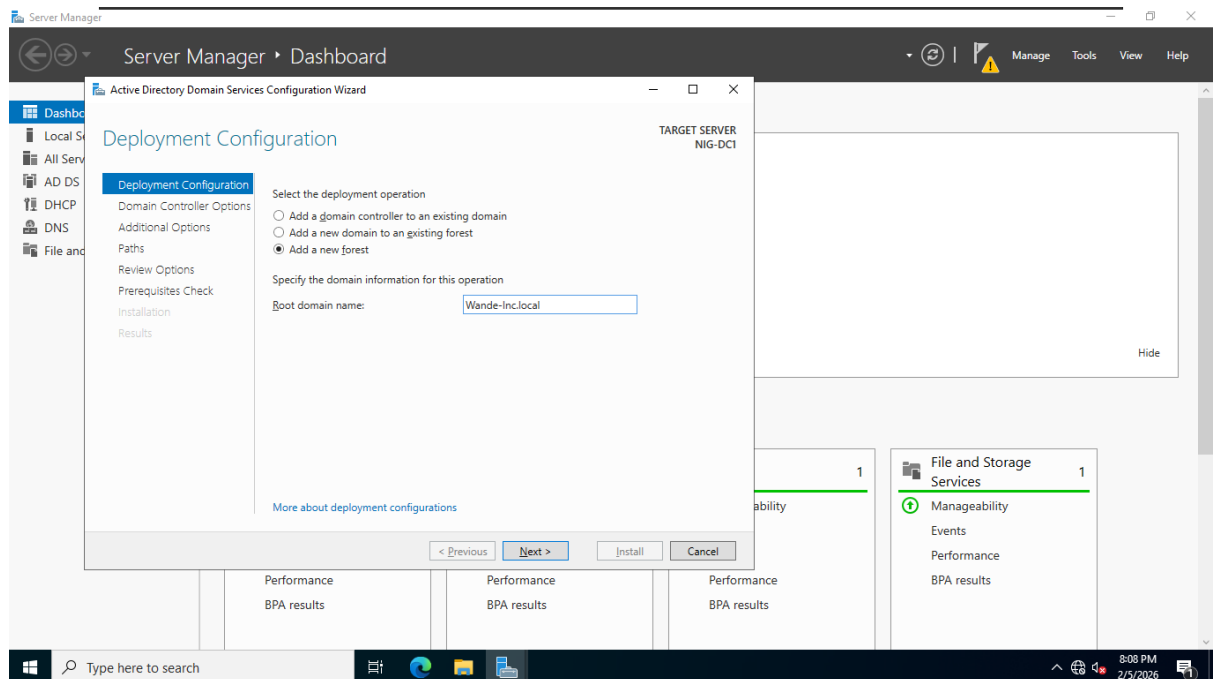 Server Manager
Server Manager • Dashboard
Manage Tools View Help
Active Directory Domain Services Configuration Wizard
Deployment Configuration
TARGET SERVER
NIG-DC1
Dashbo
Local Se
All Serv
AD DS
DHCP
DNS
File and
Deployment Configuration
Domain Controller Options
Additional Options
Paths
Review Options
Prerequisites Check
Installation
Results
Select the deployment operation
Add a domain controller to an existing domain
Add a new domain to an existing forest
Add a new forest
Specify the domain information for this operation
Root domain name: Wande-Inc.local
More about deployment configurations
< Previous Next > Install Cancel
Hide
1
ability
File and Storage
Services
1
Manageability
Events
Performance
BPA results
Performance
BPA results
Performance
BPA results
Performance
BPA results
Type here to search
8:08 PM
2/5/2026
1